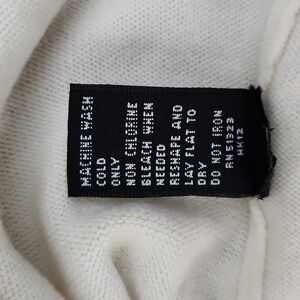 MACHINE WASH
COLD
ONLY
NON CHLORINE
BLEACH WHEN
NEEDED
RESHAPE AND
LAY FLAT TO
DRY
DO NOT IRON
RN 51323
HK12